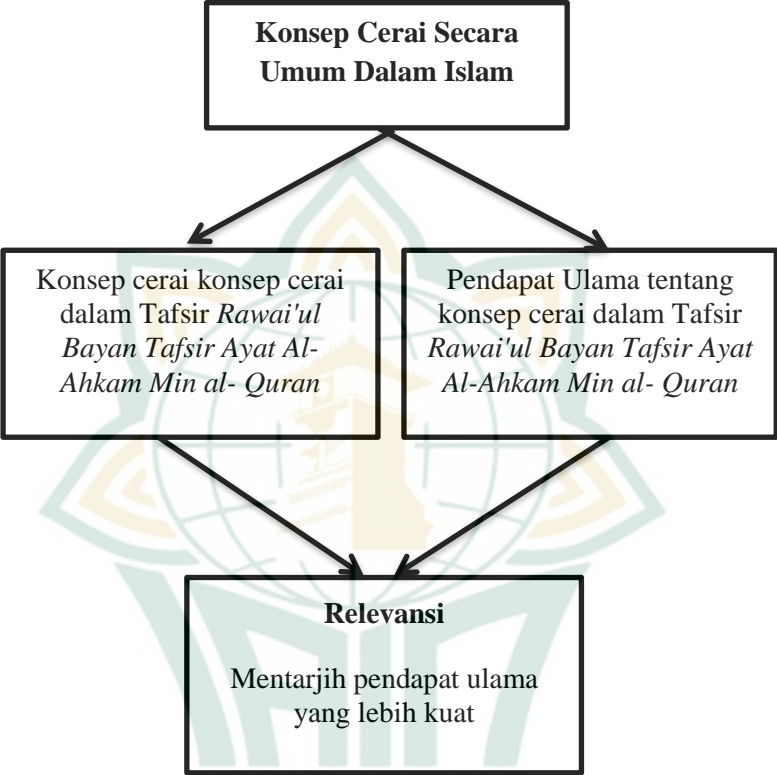 Konsep Cerai Secara
Umum Dalam Islam
Konsep cerai konsep cerai
dalam Tafsir Rawai'ul
Bayan Tafsir Ayat Al-
Ahkam Min al- Quran
Pendapat Ulama tentang
konsep cerai dalam Tafsir
Rawai'ul Bayan Tafsir Ayat
Al-Ahkam Min al- Quran
Relevansi
Mentarjih pendapat ulama
yang lebih kuat